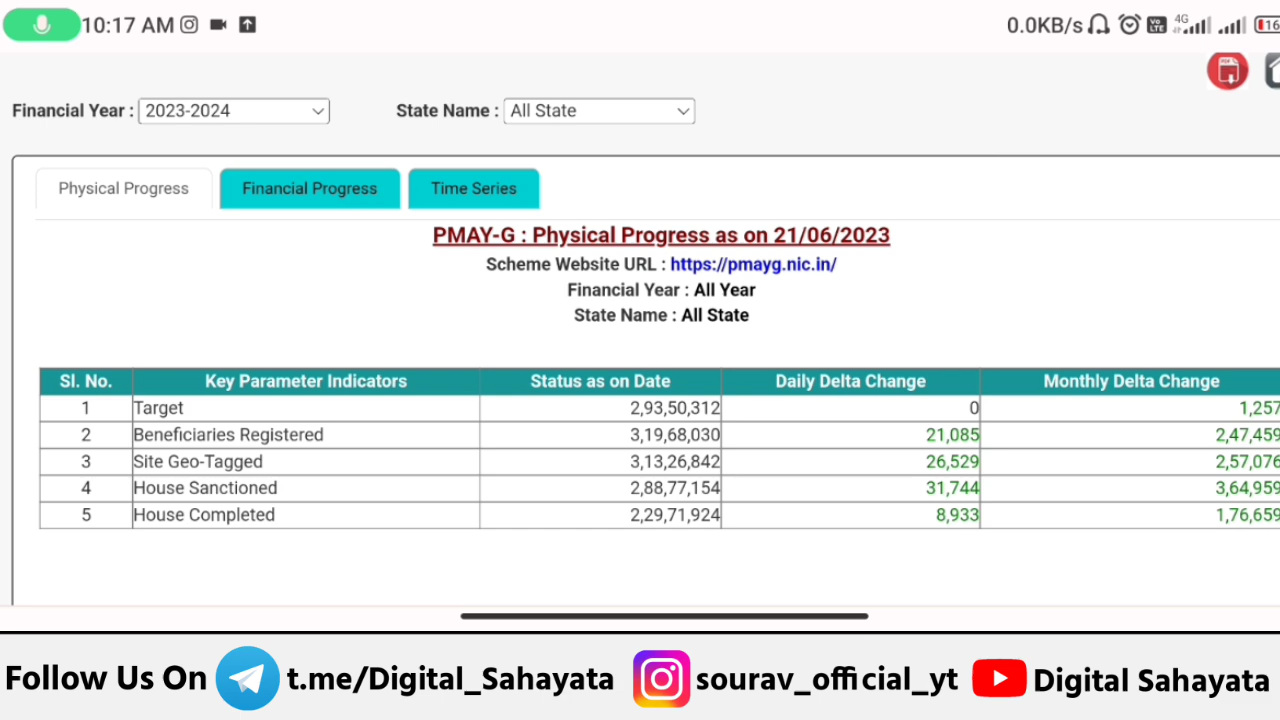 10:17 AM 0.0KB/s Vo LTE 4G 16
PDF
Financial Year : 2023-2024 State Name : All State
Physical Progress Financial Progress Time Series
PMAY-G : Physical Progress as on 21/06/2023
Scheme Website URL : https://pmayg.nic.in/
Financial Year : All Year
State Name : All State
Sl. No. Key Parameter Indicators Status as on Date Daily Delta Change Monthly Delta Change
1 Target 2,93,50,312 0 1,257
2 Beneficiaries Registered 3,19,68,030 21,085 2,47,459
3 Site Geo-Tagged 3,13,26,842 26,529 2,57,076
4 House Sanctioned 2,88,77,154 31,744 3,64,959
5 House Completed 2,29,71,924 8,933 1,76,659
Follow Us On t.me/Digital_Sahayata sourav_official_yt Digital Sahayata